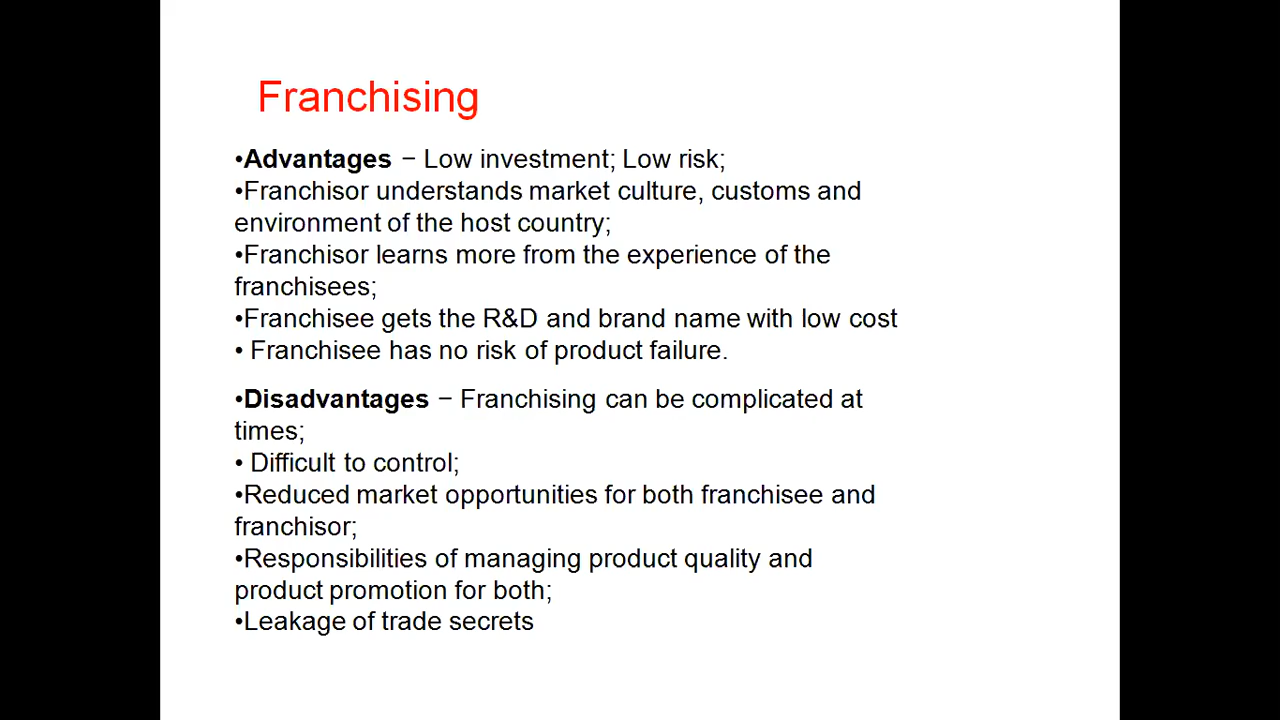 Franchising
•Advantages − Low investment; Low risk;
•Franchisor understands market culture, customs and
environment of the host country;
•Franchisor learns more from the experience of the
franchisees;
•Franchisee gets the R&D and brand name with low cost
• Franchisee has no risk of product failure.
•Disadvantages − Franchising can be complicated at
times;
• Difficult to control;
•Reduced market opportunities for both franchisee and
franchisor;
•Responsibilities of managing product quality and
product promotion for both;
•Leakage of trade secrets